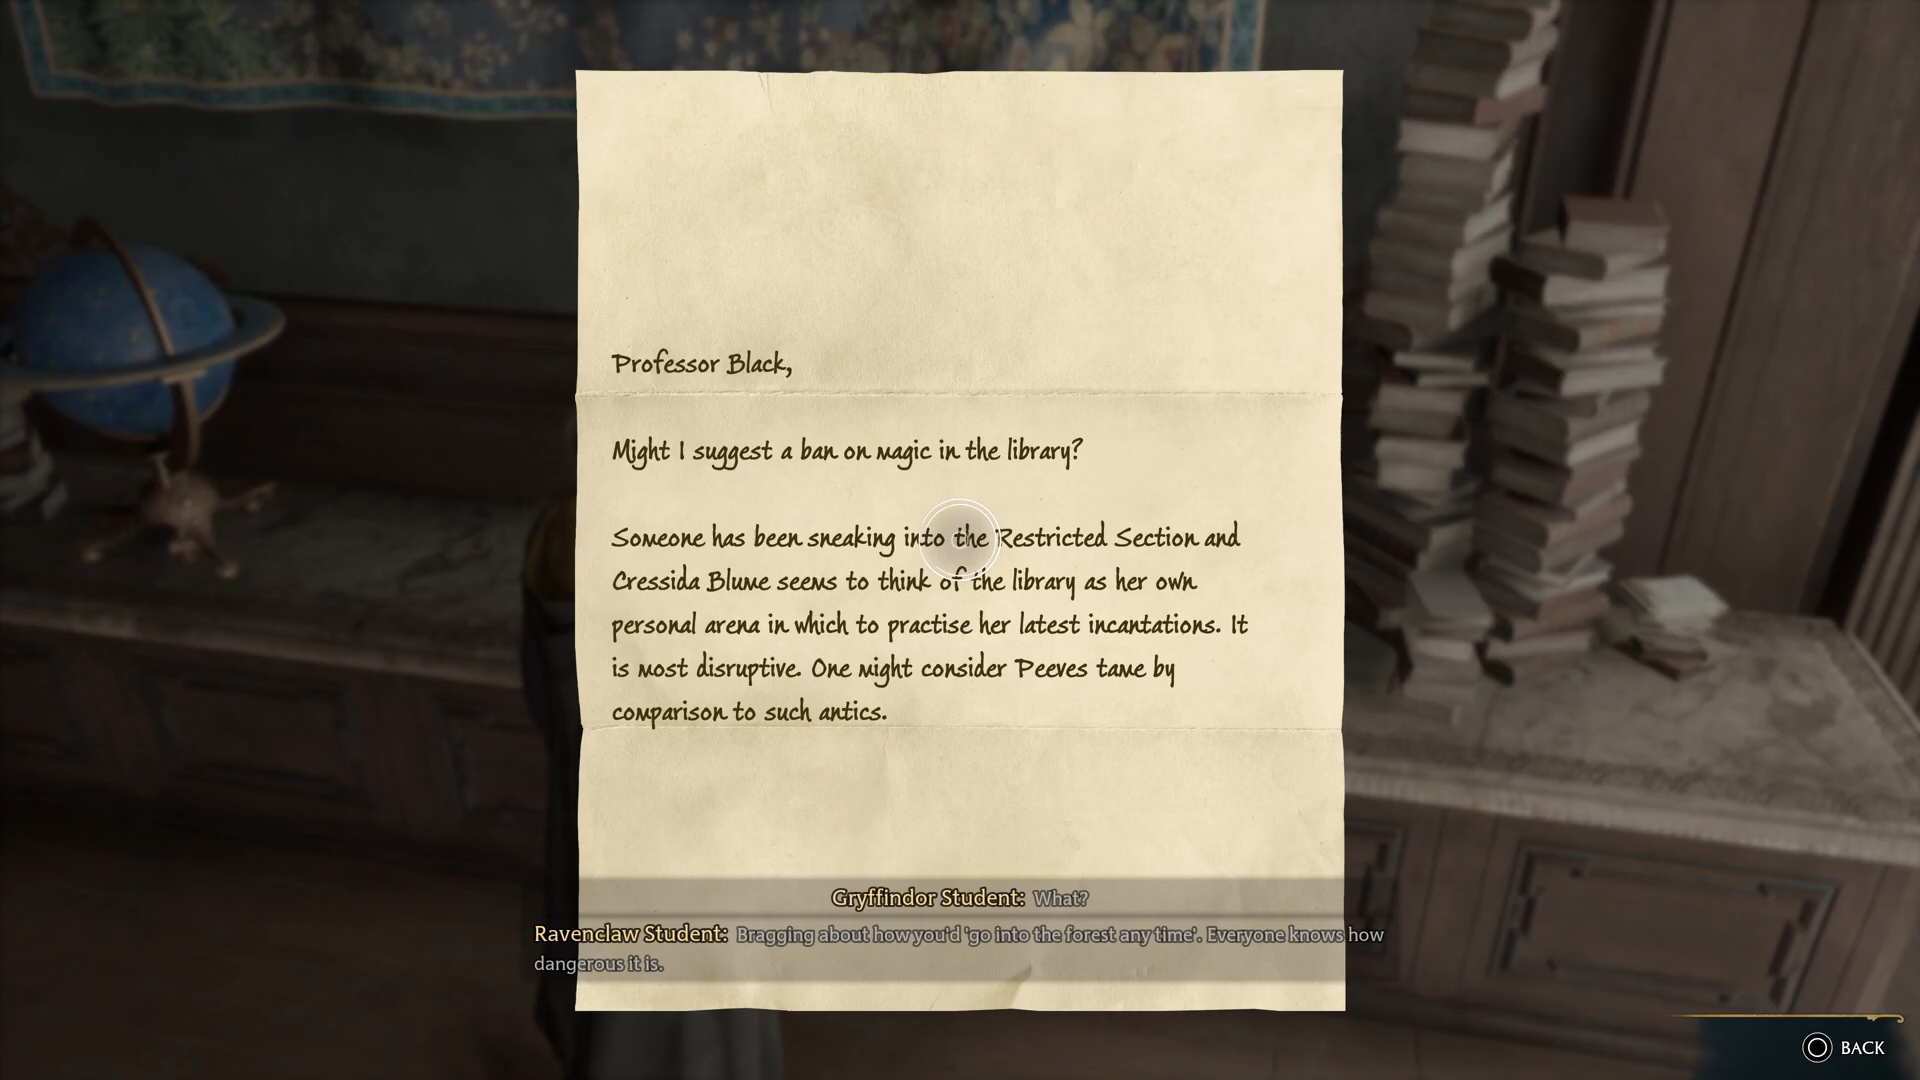 Professor Black,
Might I suggest a ban on magic in the library?
Someone has been sneaking into the Restricted Section and
Cressida Blume seems to think of the library as her own
personal arena in which to practise her latest incantations. It
is most disruptive. One might consider Peeves tame by
comparison to such antics.
Gryffindor Student: What?
Ravenclaw Student: Bragging about how you'd 'go into the forest any time'. Everyone knows how
dangerous it is.
BACK